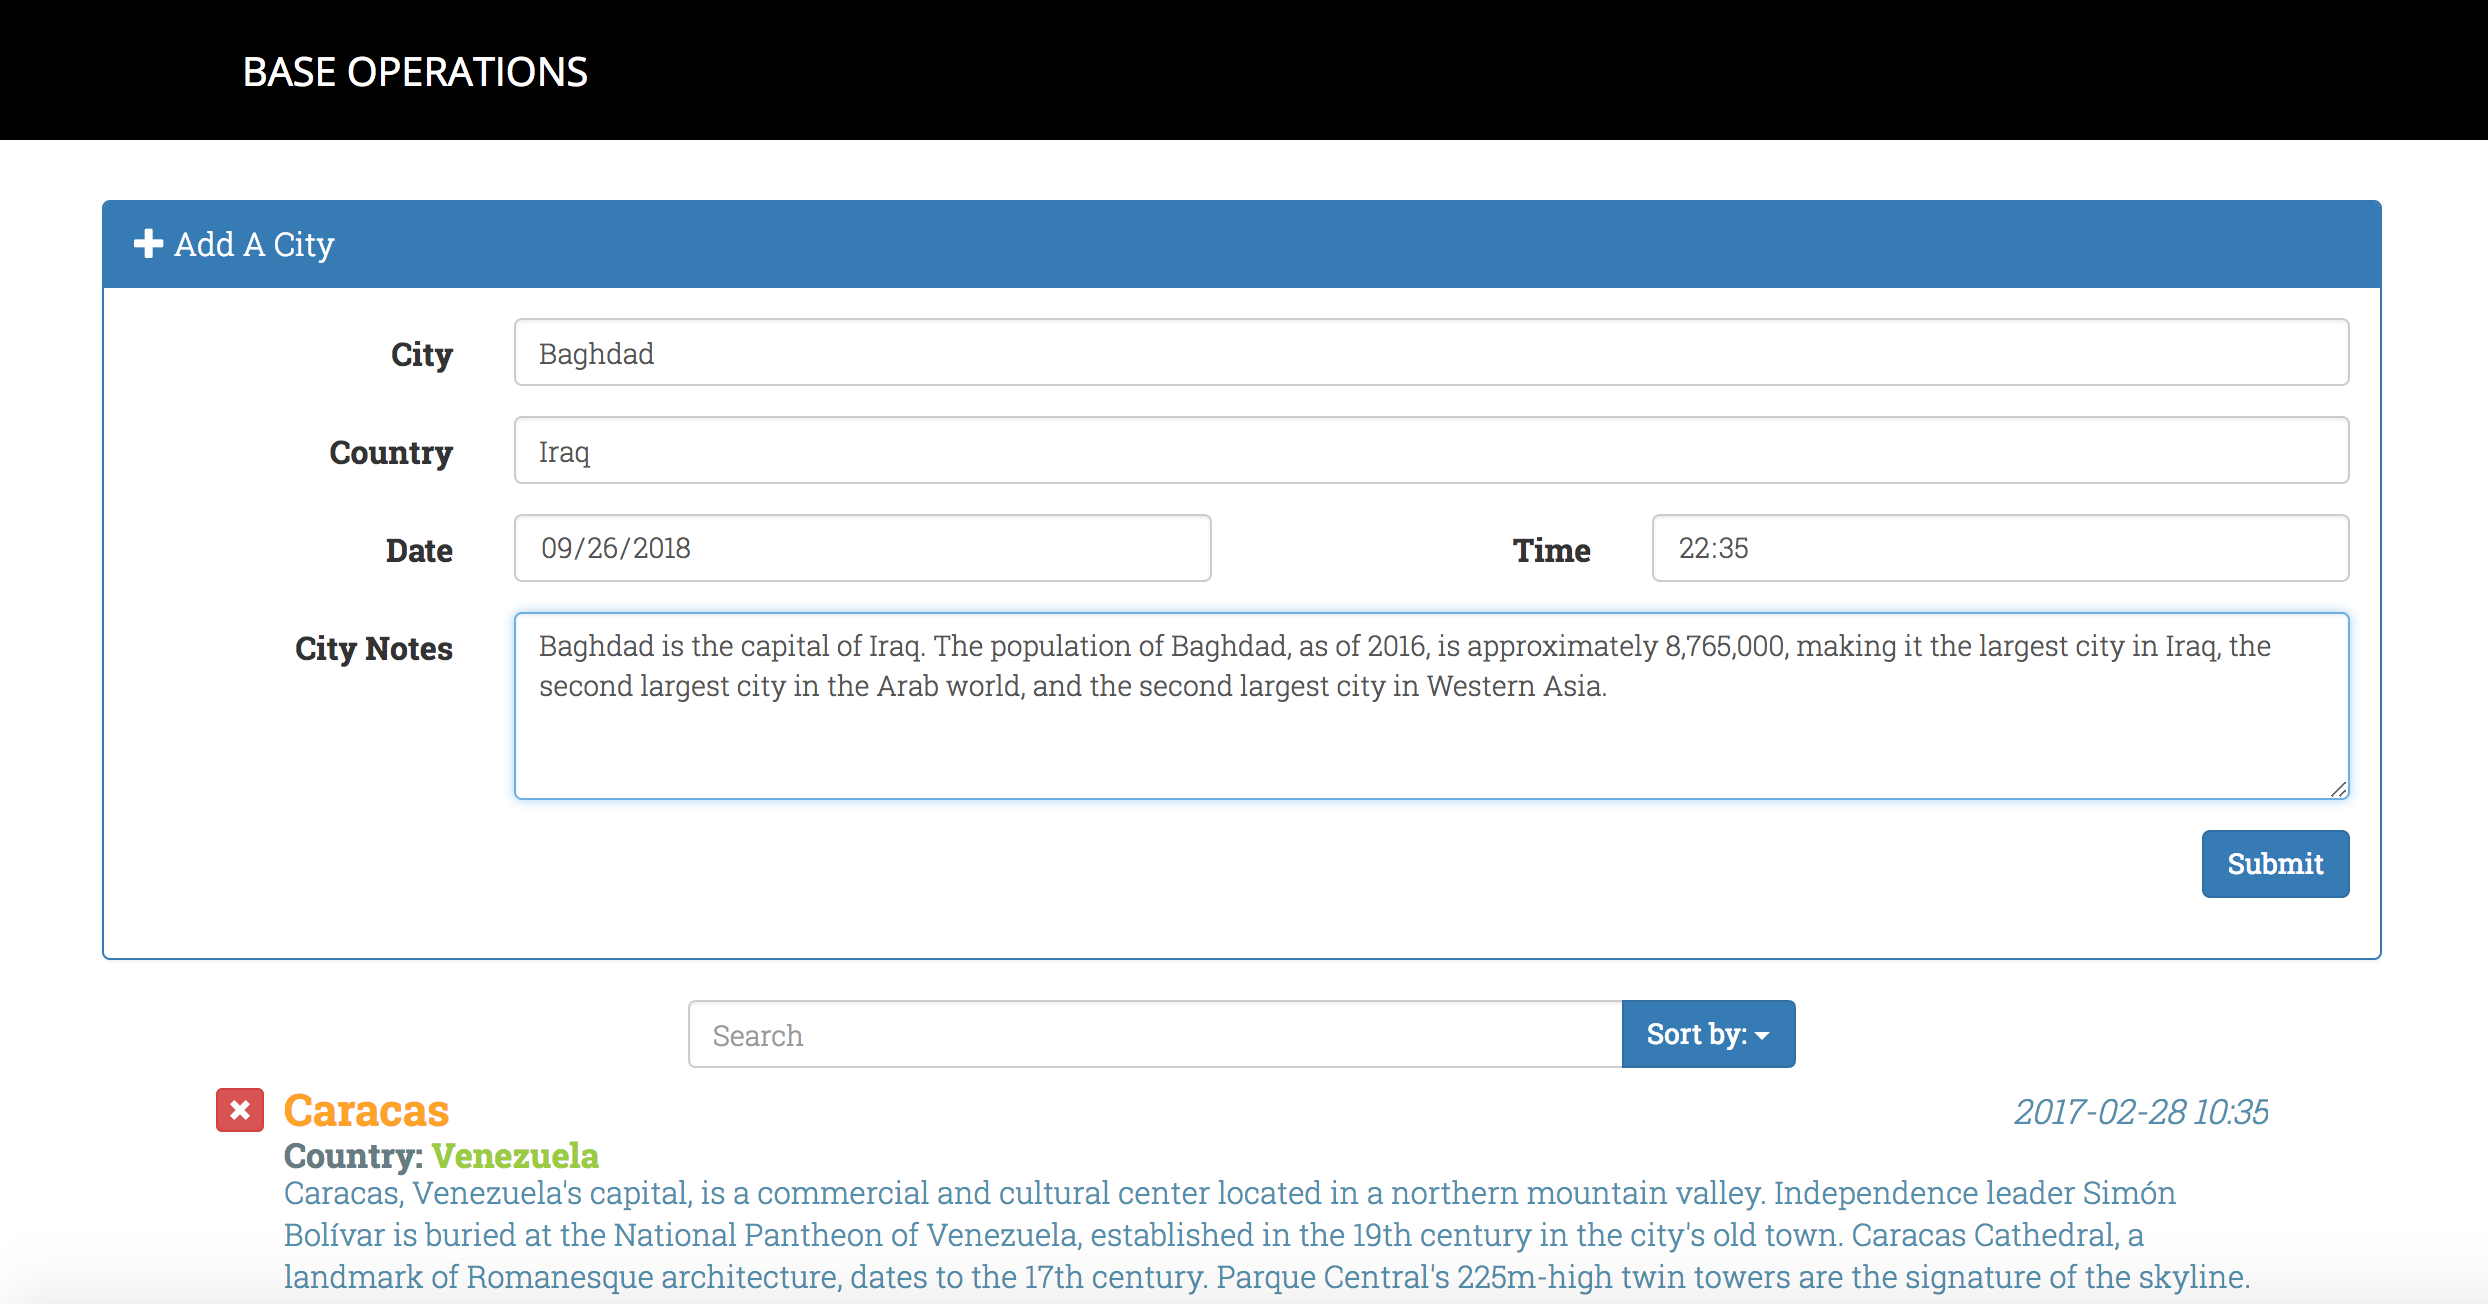 BASE OPERATIONS
Add A City
City
Baghdad
Country
Iraq
Date
09/26/2018
Time
22:35
City Notes
Baghdad is the capital of Iraq. The population of Baghdad, as of 2016, is approximately 8,765,000, making it the largest city in Iraq, the
second largest city in the Arab world, and the second largest city in Western Asia.
Submit
Search
Sort by:
Caracas
2017-02-28 10:35
Country: Venezuela
Caracas, Venezuela's capital, is a commercial and cultural center located in a northern mountain valley. Independence leader Simón
Bolívar is buried at the National Pantheon of Venezuela, established in the 19th century in the city's old town. Caracas Cathedral, a
landmark of Romanesque architecture, dates to the 17th century. Parque Central's 225m-high twin towers are the signature of the skyline.